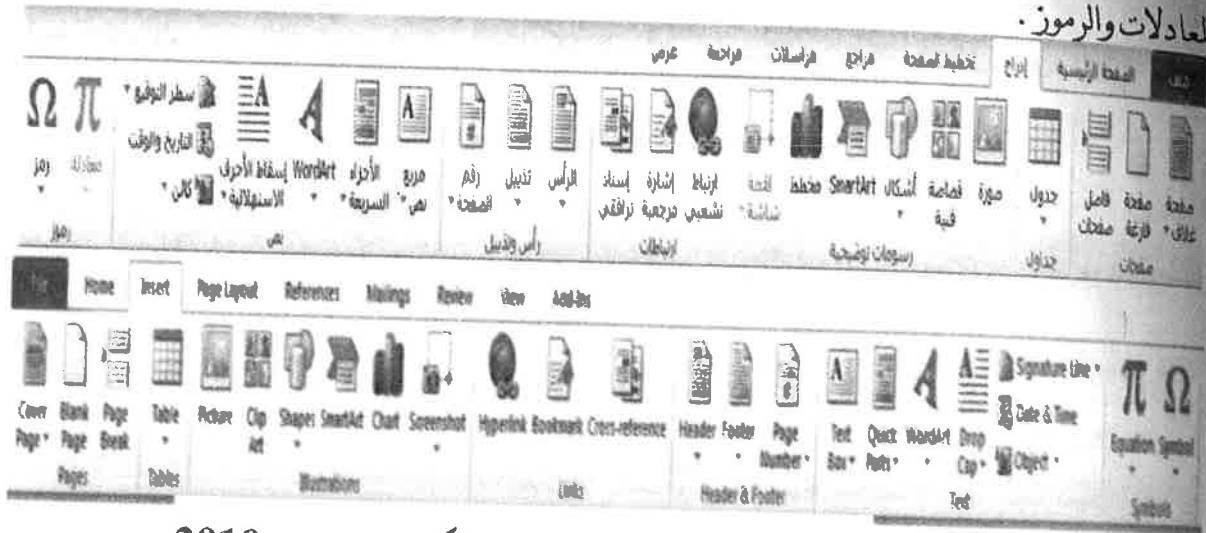 لعادلات والرموز .
الصفحة الرئيسية إدراج تخطيط الصفحة مراجع مراسلات مراجعة عرض
صفحة غلاف صفحة فارغة فاصل صفحات
جدول
صورة قصاصة فنية أشكال SmartArt مخطط لقطة شاشة
ارتباط تشعبي إشارة مرجعية إسناد ترافقي
الرأس تذييل رقم الصفحة
مربع نص الأجزاء السريعة WordArt إسقاط الأحرف الاستهلالية
سطر التوقيع
التاريخ والوقت
كائن
معادلة رمز
صفحات جداول رسومات توضيحية ارتباطات رأس وتذييل نص رموز
Home Insert Page Layout References Mailings Review View Add-Ins
Cover Page Blank Page Page Break
Table
Picture Clip Art Shapes SmartArt Chart Screenshot
Hyperlink Bookmark Cross-reference
Header Footer Page Number
Text Box Quick Parts WordArt Drop Cap
Signature Line
Date & Time
Object
Equation Symbol
Pages Tables Illustrations Links Header & Footer Text Symbols
2010